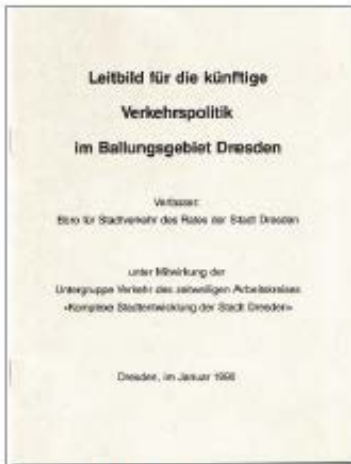 Leitbild für die künftige
Verkehrspolitik
im Ballungsgebiet Dresden
Verfasser:
Büro für Stadtverkehr des Rates der Stadt Dresden
unter Mitwirkung der
Untergruppe Verkehr des zeitweiligen Arbeitskreises
«Komplexe Stadtentwicklung der Stadt Dresden»
Dresden, im Januar 1990